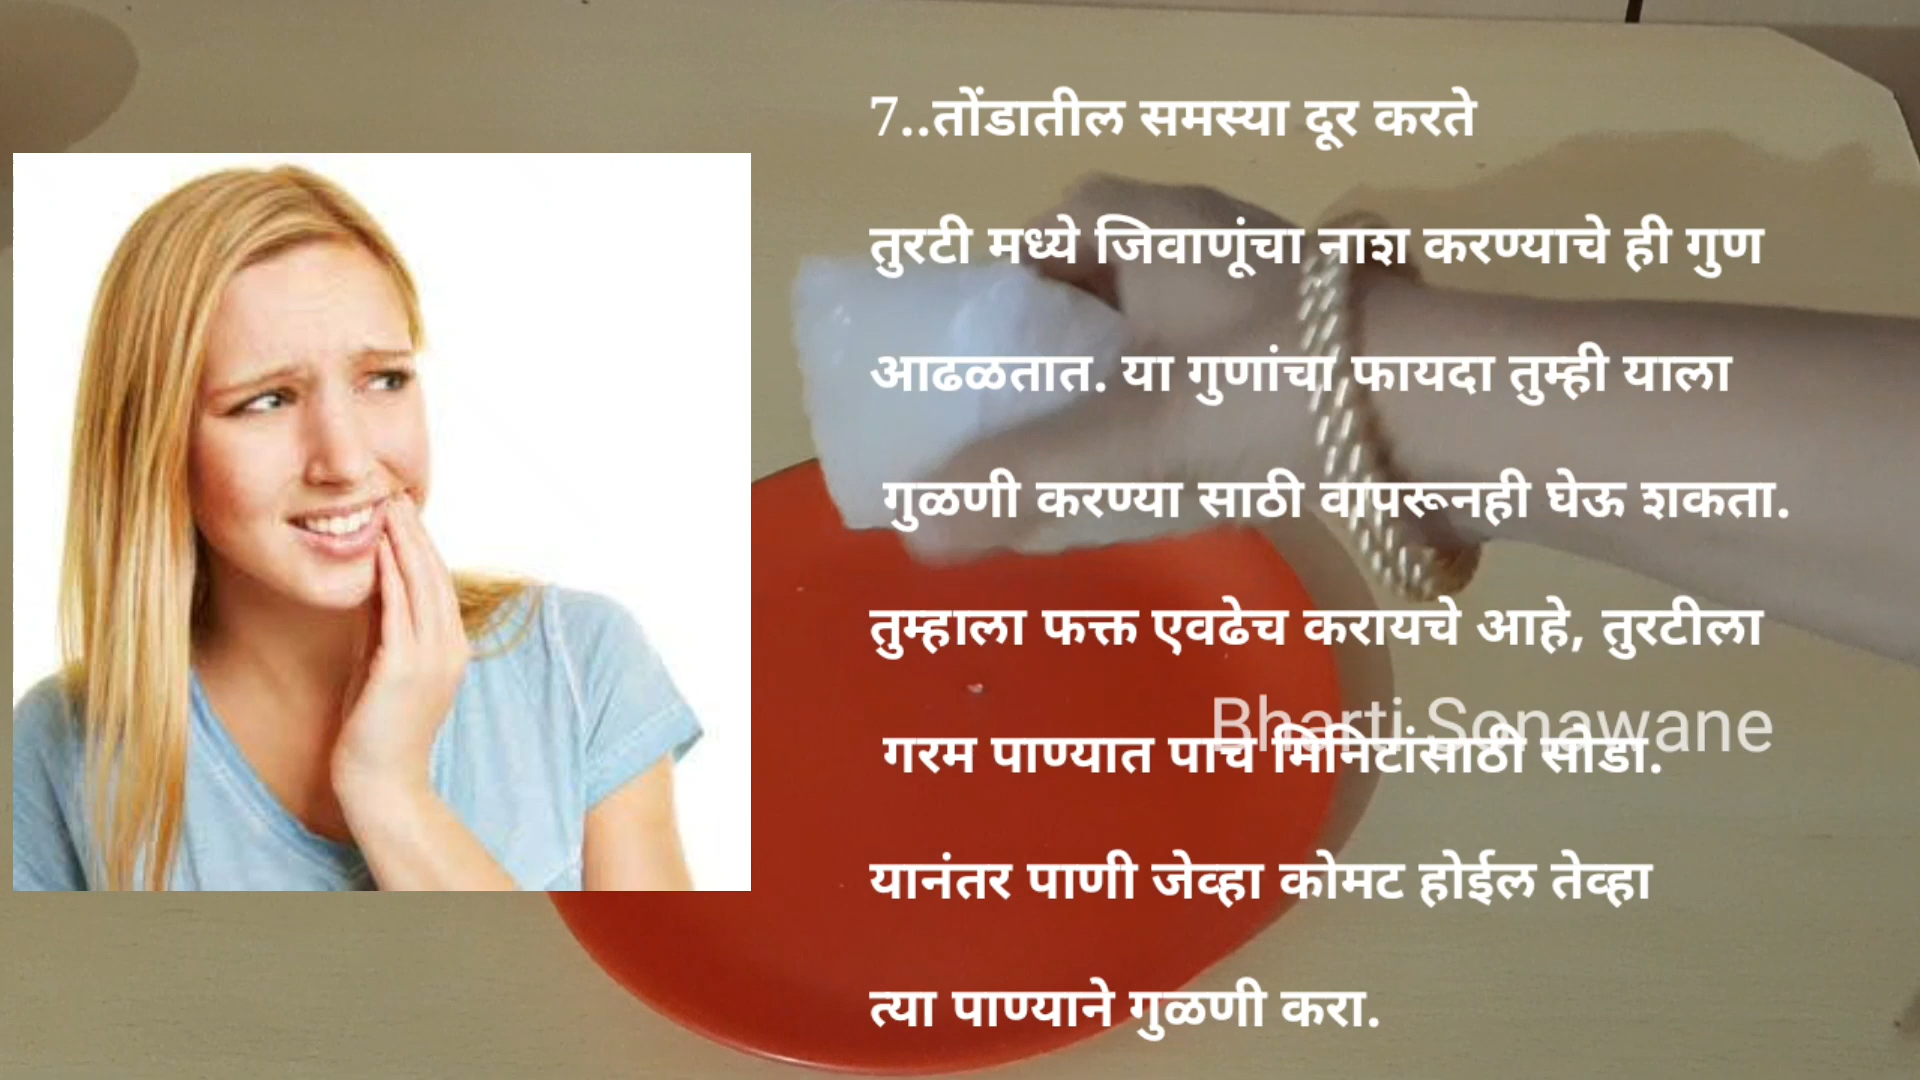 7..तोंडातील समस्या दूर करते
तुरटी मध्ये जिवाणूंचा नाश करण्याचे ही गुण
आढळतात. या गुणांचा फायदा तुम्ही याला
गुळणी करण्या साठी वापरूनही घेऊ शकता.
तुम्हाला फक्त एवढेच करायचे आहे, तुरटीला
Bharti Sonawane
गरम पाण्यात पाच मिनिटांसाठी सोडा.
यानंतर पाणी जेव्हा कोमट होईल तेव्हा
त्या पाण्याने गुळणी करा.